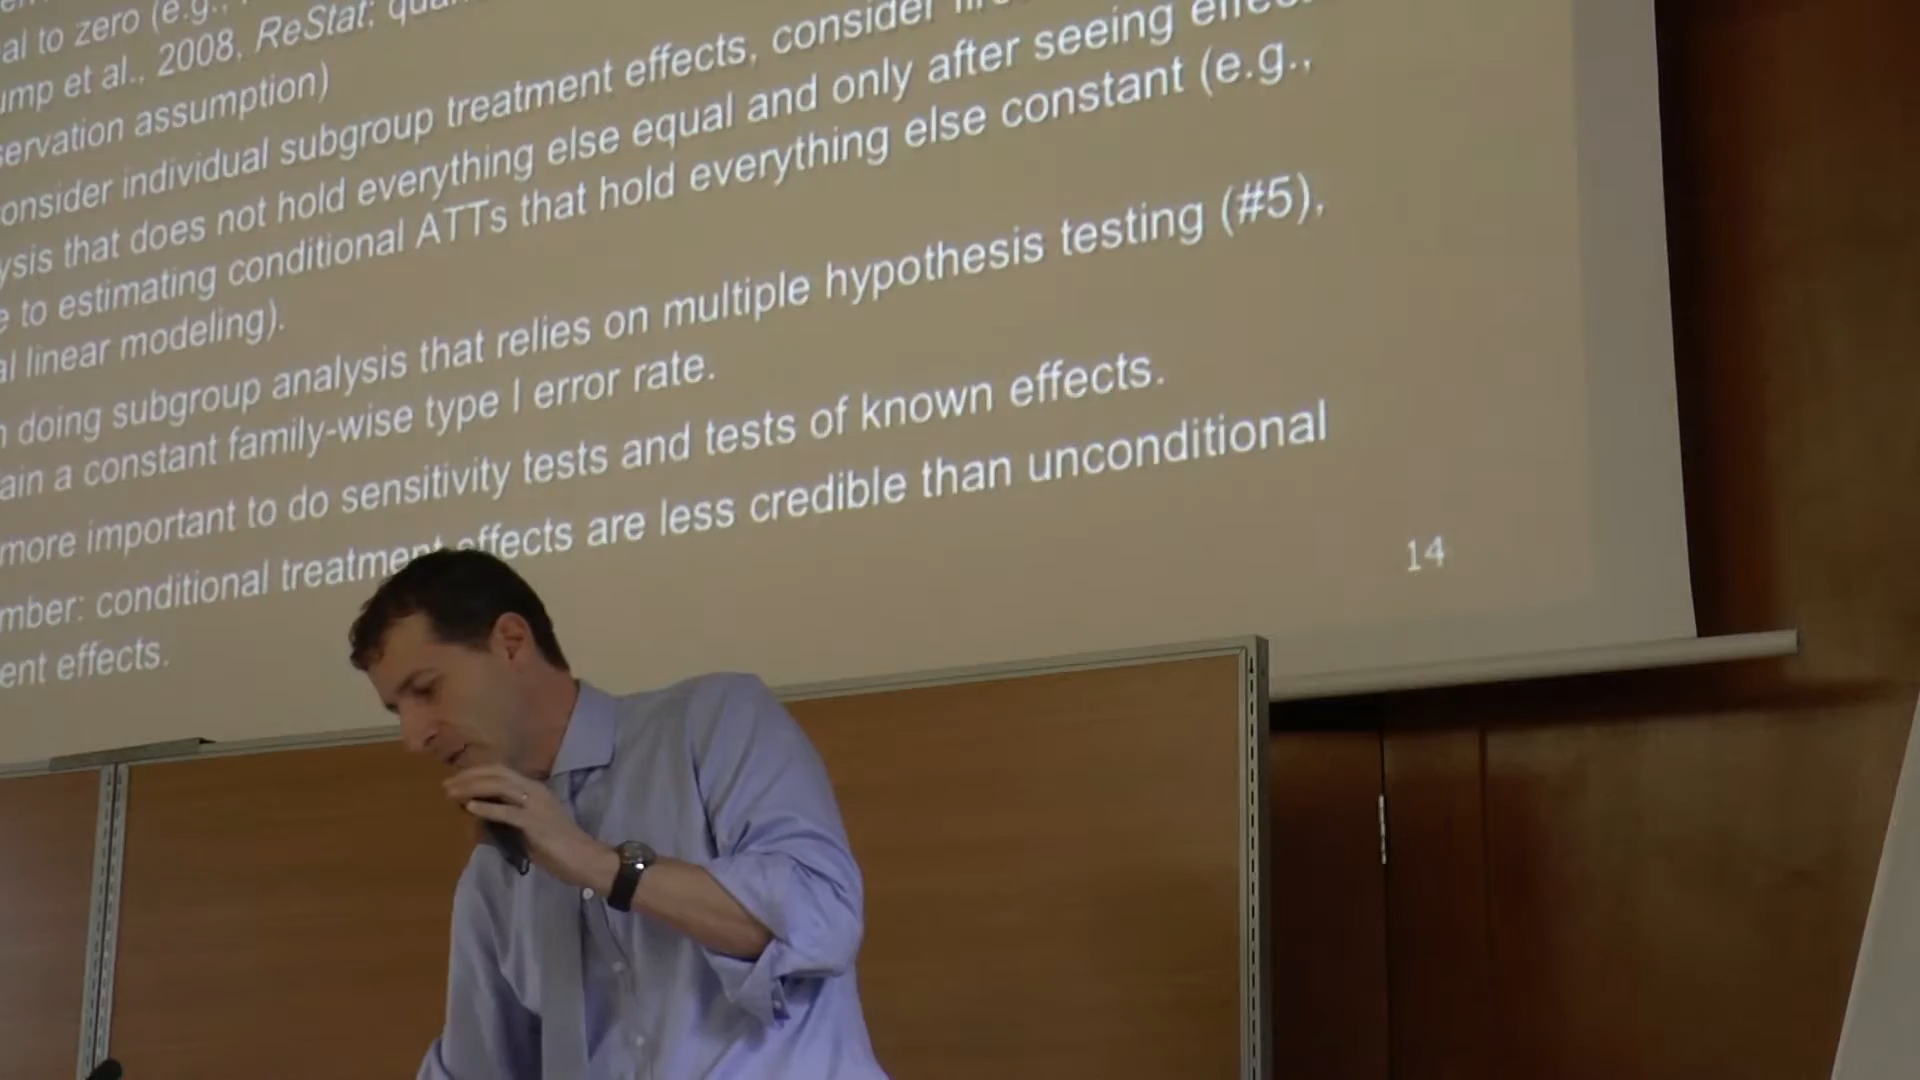 al to zero (e.g.,
ump et al., 2008, ReStat;
servation assumption)
onsider individual subgroup treatment effects, consider
ysis that does not hold everything else equal and only after seeing
e to estimating conditional ATTs that hold everything else constant (e.g.,
al linear modeling).
n doing subgroup analysis that relies on multiple hypothesis testing (#5),
ain a constant family-wise type I error rate.
more important to do sensitivity tests and tests of known effects.
mber: conditional treatment effects are less credible than unconditional
ent effects.
14